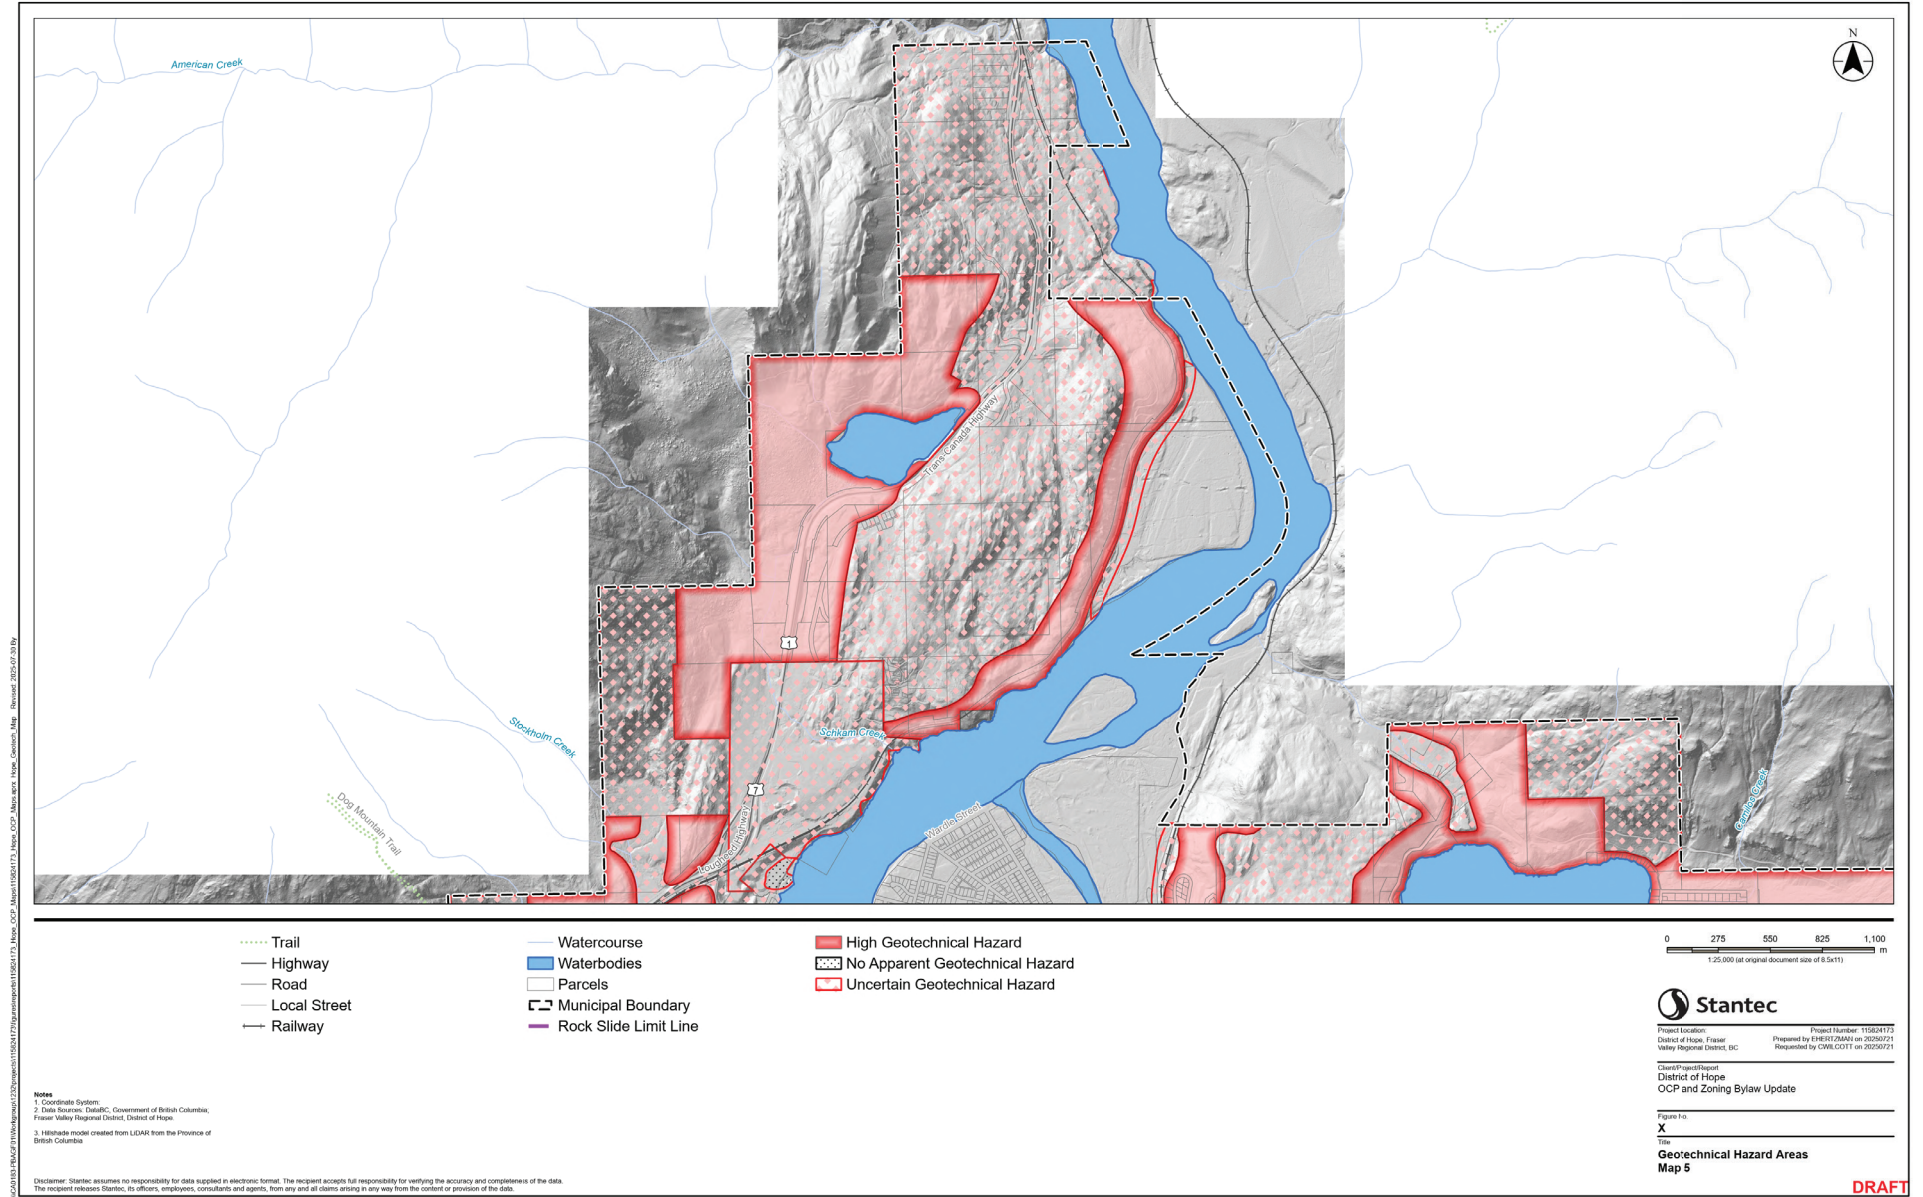 American Creek
N
Trans-Canada Highway
1
Stockholm Creek
Schkam Creek
7
Dog Mountain Trail
Lougheed Highway
Wardle Street
Camilos Creek
Trail
Highway
Road
Local Street
Railway
Watercourse
Waterbodies
Parcels
Municipal Boundary
Rock Slide Limit Line
High Geotechnical Hazard
No Apparent Geotechnical Hazard
Uncertain Geotechnical Hazard
0 275 550 825 1,100
m
1:25,000 (at original document size of 8.5x11)
Stantec
Project Location:
District of Hope, Fraser
Valley Regional District, BC
Project Number: 115824173
Prepared by EHERTZMAN on 20250721
Requested by CWILCOTT on 20250721
Client/Project/Report
District of Hope
OCP and Zoning Bylaw Update
Figure No.
X
Title
Geotechnical Hazard Areas
Map 5
DRAFT
Notes
1. Coordinate System:
2. Data Sources: DataBC, Government of British Columbia,
Fraser Valley Regional District, District of Hope.
3. Hillshade model created from LiDAR from the Province of
British Columbia
Disclaimer: Stantec assumes no responsibility for data supplied in electronic format. The recipient accepts full responsibility for verifying the accuracy and completeness of the data.
The recipient releases Stantec, its officers, employees, consultants and agents, from any and all claims arising in any way from the content or provision of the data.
Revised: 2025-07-30 By